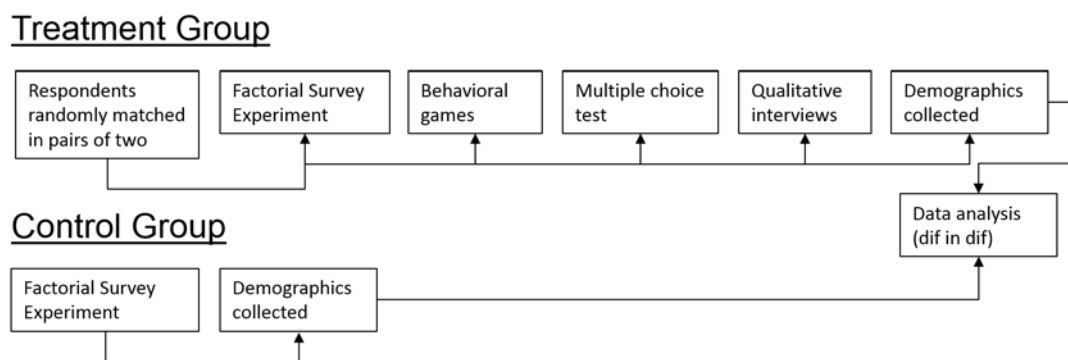 Treatment Group
Respondents
randomly matched
in pairs of two
Factorial Survey
Experiment
Behavioral
games
Multiple choice
test
Qualitative
interviews
Demographics
collected
Data analysis
(dif in dif)
Control Group
Factorial Survey
Experiment
Demographics
collected